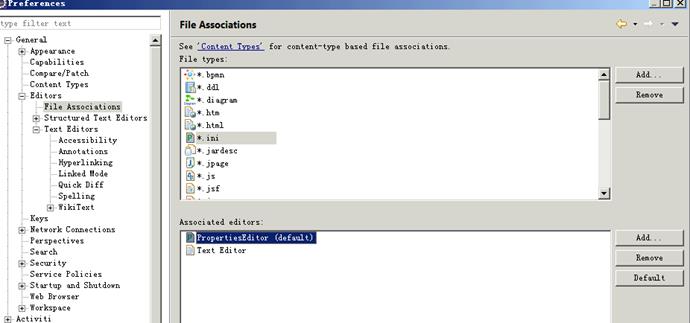 Preferences
type filter text
General
Appearance
Capabilities
Compare/Patch
Content Types
Editors
File Associations
Structured Text Editors
Text Editors
Accessibility
Annotations
Hyperlinking
Linked Mode
Quick Diff
Spelling
WikiText
Keys
Network Connections
Perspectives
Search
Security
Service Policies
Startup and Shutdown
Web Browser
Workspace
Activiti
File Associations
See 'Content Types' for content-type based file associations.
File types:
*.bpmn
*.ddl
*.diagram
*.htm
*.html
*.ini
*.jardesc
*.jpage
*.js
*.jsf
Add...
Remove
Associated editors:
PropertiesEditor (default)
Text Editor
Add...
Remove
Default